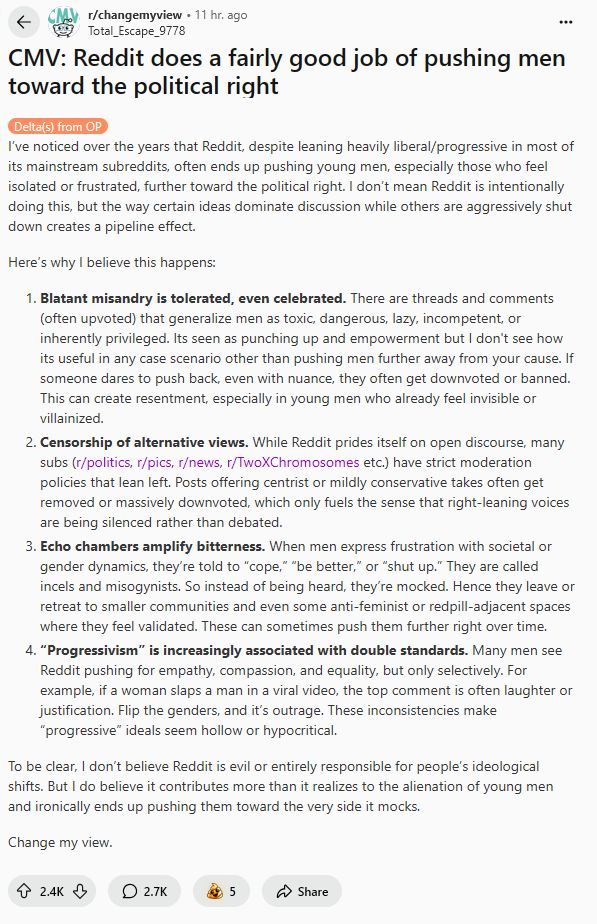 r/changemyview • 11 hr. ago
Total_Escape_9778
CMV: Reddit does a fairly good job of pushing men
toward the political right
Delta(s) from OP
I've noticed over the years that Reddit, despite leaning heavily liberal/progressive in most of
its mainstream subreddits, often ends up pushing young men, especially those who feel
isolated or frustrated, further toward the political right. I don't mean Reddit is intentionally
doing this, but the way certain ideas dominate discussion while others are aggressively shut
down creates a pipeline effect.
Here's why I believe this happens:
1. Blatant misandry is tolerated, even celebrated. There are threads and comments
(often upvoted) that generalize men as toxic, dangerous, lazy, incompetent, or
inherently privileged. Its seen as punching up and empowerment but I don't see how
its useful in any case scenario other than pushing men further away from your cause. If
someone dares to push back, even with nuance, they often get downvoted or banned.
This can create resentment, especially in young men who already feel invisible or
villainized.
2. Censorship of alternative views. While Reddit prides itself on open discourse, many
subs (r/politics, r/pics, r/news, r/TwoXChromosomes etc.) have strict moderation
policies that lean left. Posts offering centrist or mildly conservative takes often get
removed or massively downvoted, which only fuels the sense that right-leaning voices
are being silenced rather than debated.
3. Echo chambers amplify bitterness. When men express frustration with societal or
gender dynamics, they're told to “cope,” “be better,” or “shut up.” They are called
incels and misogynists. So instead of being heard, they're mocked. Hence they leave or
retreat to smaller communities and even some anti-feminist or redpill-adjacent spaces
where they feel validated. These can sometimes push them further right over time.
4. “Progressivism” is increasingly associated with double standards. Many men see
Reddit pushing for empathy, compassion, and equality, but only selectively. For
example, if a woman slaps a man in a viral video, the top comment is often laughter or
justification. Flip the genders, and it's outrage. These inconsistencies make
“progressive” ideals seem hollow or hypocritical.
To be clear, I don't believe Reddit is evil or entirely responsible for people's ideological
shifts. But I do believe it contributes more than it realizes to the alienation of young men
and ironically ends up pushing them toward the very side it mocks.
Change my view.
2.4K 2.7K 5 Share